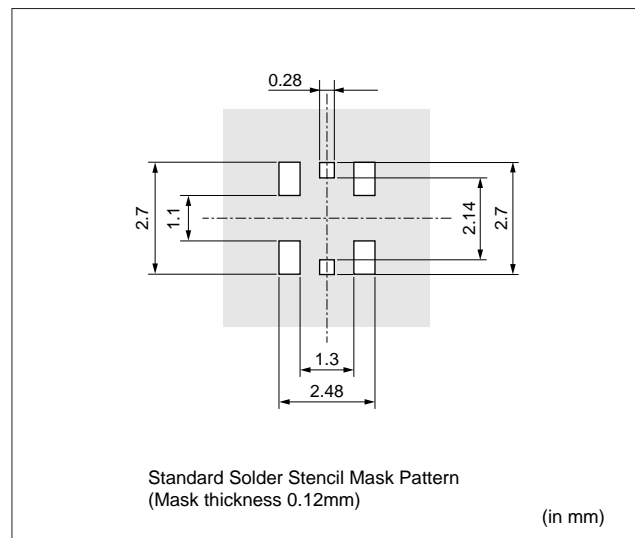 0.28
2.7
1.1
2.14
2.7
1.3
2.48
Standard Solder Stencil Mask Pattern
(Mask thickness 0.12mm)
(in mm)